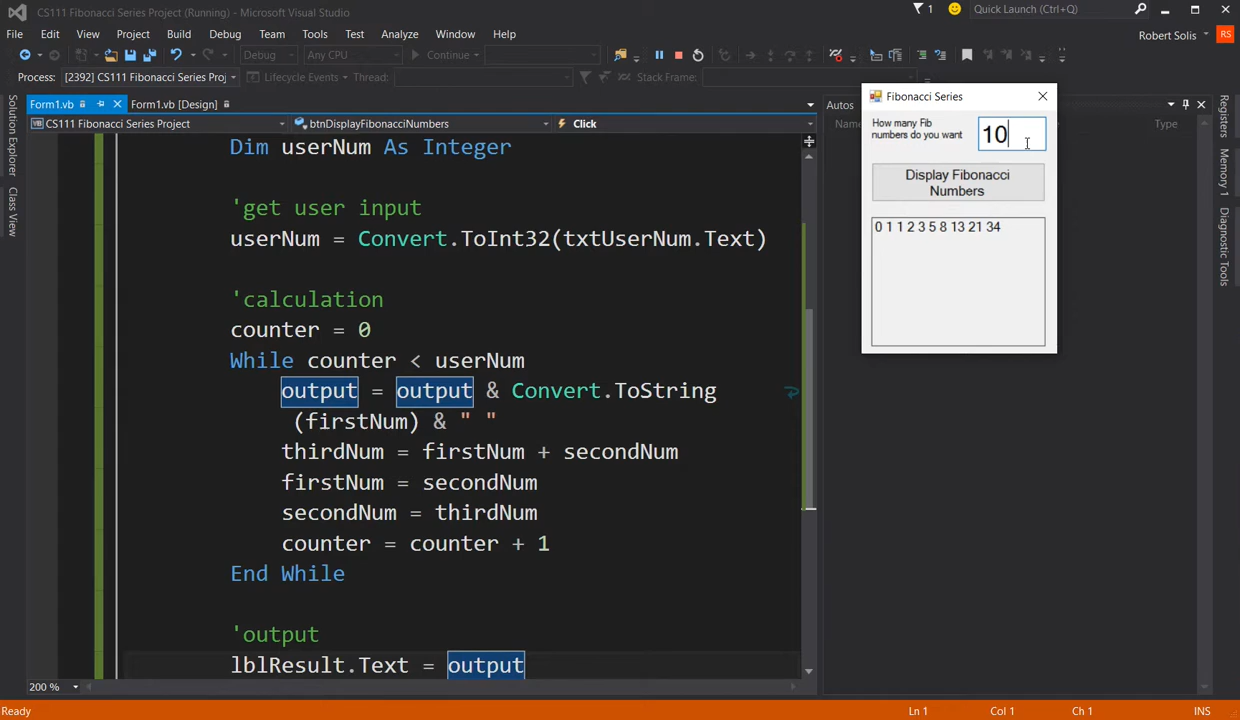 CS111 Fibonacci Series Project (Running) - Microsoft Visual Studio
1
Quick Launch (Ctrl+Q)
File Edit View Project Build Debug Team Tools Test Analyze Window Help
Robert Solis
RS
Debug Any CPU Continue
Process: [2392] CS111 Fibonacci Series Proj
Lifecycle Events Thread: Stack Frame:
Form1.vb
Form1.vb [Design]
Autos
CS111 Fibonacci Series Project
btnDisplayFibonacciNumbers
Click
Name
Type
Solution Explorer
Class View
Registers
Memory 1
Diagnostic Tools
Dim userNum As Integer
'get user input
userNum = Convert.ToInt32(txtUserNum.Text)
'calculation
counter = 0
While counter < userNum
output = output & Convert.ToString
(firstNum) & " "
thirdNum = firstNum + secondNum
firstNum = secondNum
secondNum = thirdNum
counter = counter + 1
End While
'output
lblResult.Text = output
Fibonacci Series
How many Fib
numbers do you want
10
Display Fibonacci
Numbers
0 1 1 2 3 5 8 13 21 34
200 %
Ready
Ln 1
Col 1
Ch 1
INS